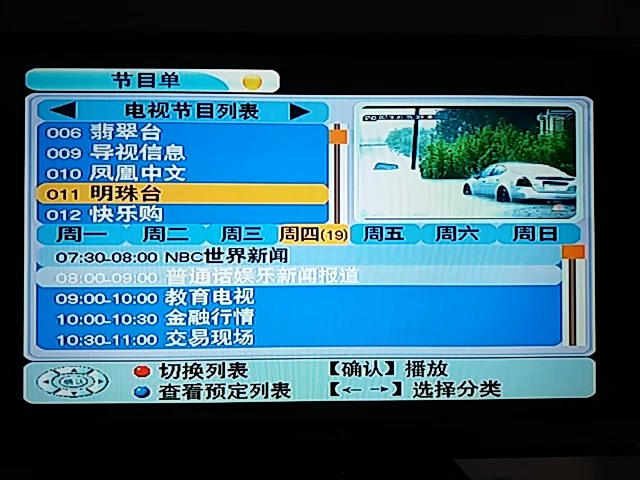 节目单
电视节目列表
006 翡翠台
009 导视信息
010 凤凰中文
011 明珠台
012 快乐购
周一 周二 周三 周四(19) 周五 周六 周日
07:30-08:00 NBC世界新闻
08:00-09:00 普通话娱乐新闻报道
09:00-10:00 教育电视
10:00-10:30 金融行情
10:30-11:00 交易现场
确认 切换列表 【确认】播放
查看预定列表 【← →】选择分类